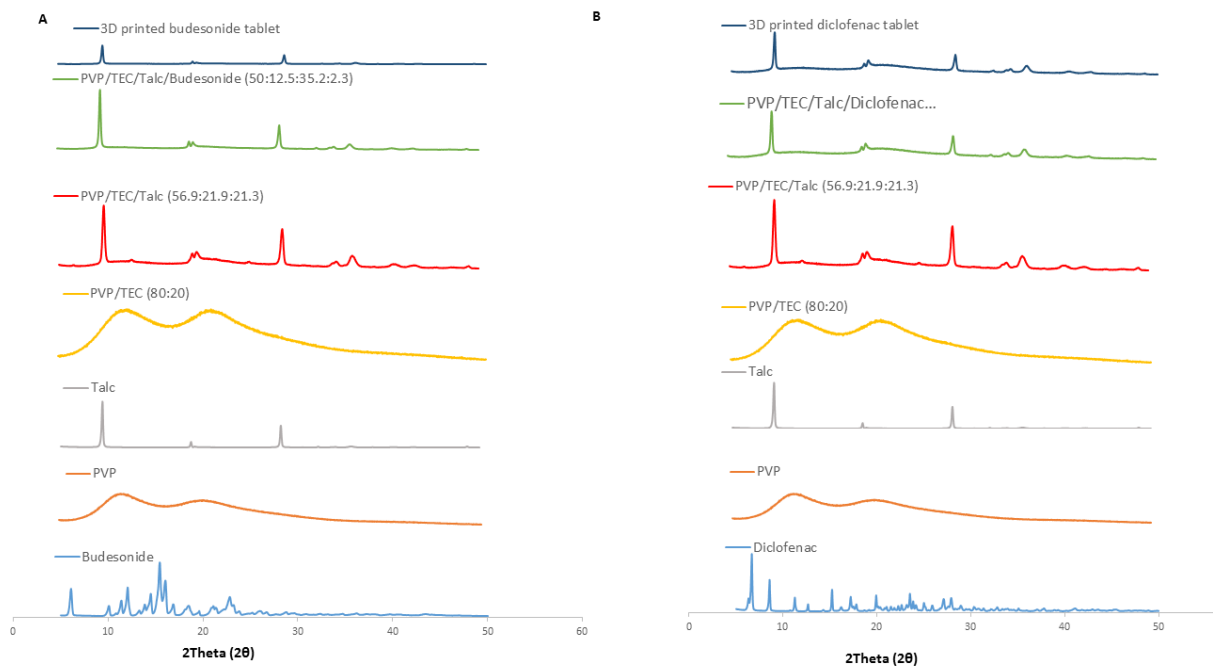 A
3D printed budesonide tablet
PVP/TEC/Talc/Budesonide (50:12.5:35.2:2.3)
PVP/TEC/Talc (56.9:21.9:21.3)
PVP/TEC (80:20)
Talc
PVP
Budesonide
0 10 20 30 40 50 60
2Theta (2θ)
B
3D printed diclofenac tablet
PVP/TEC/Talc/Diclofenac...
PVP/TEC/Talc (56.9:21.9:21.3)
PVP/TEC (80:20)
Talc
PVP
Diclofenac
0 10 20 30 40 50
2Theta (2θ)